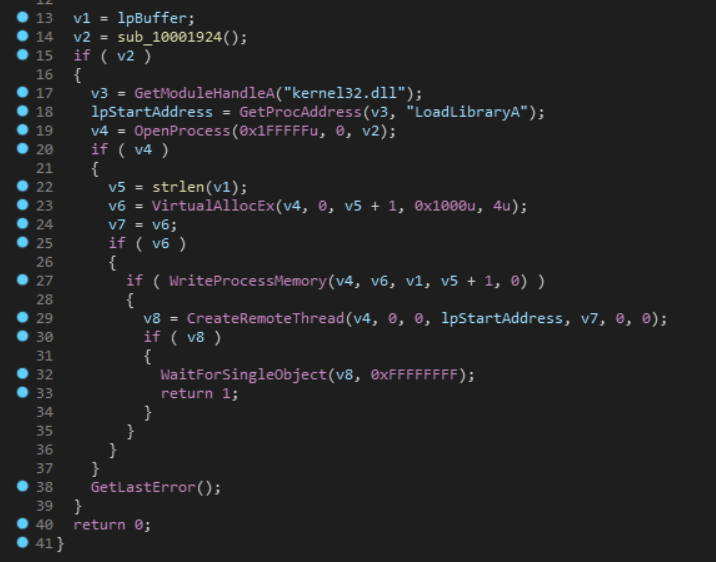 12
13 v1 = lpBuffer;
14 v2 = sub_10001924();
15 if ( v2 )
16 {
17 v3 = GetModuleHandleA("kernel32.dll");
18 lpStartAddress = GetProcAddress(v3, "LoadLibraryA");
19 v4 = OpenProcess(0x1FFFFFu, 0, v2);
20 if ( v4 )
21 {
22 v5 = strlen(v1);
23 v6 = VirtualAllocEx(v4, 0, v5 + 1, 0x1000u, 4u);
24 v7 = v6;
25 if ( v6 )
26 {
27 if ( WriteProcessMemory(v4, v6, v1, v5 + 1, 0) )
28 {
29 v8 = CreateRemoteThread(v4, 0, 0, lpStartAddress, v7, 0, 0);
30 if ( v8 )
31 {
32 WaitForSingleObject(v8, 0xFFFFFFFF);
33 return 1;
34 }
35 }
36 }
37 }
38 GetLastError();
39 }
40 return 0;
41 }